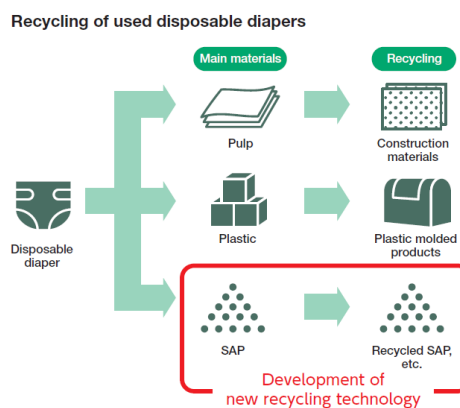 Recycling of used disposable diapers
Main materials
Recycling
Pulp
Construction
materials
Disposable
diaper
Plastic
Plastic molded
products
SAP
Recycled SAP,
etc.
Development of
new recycling technology